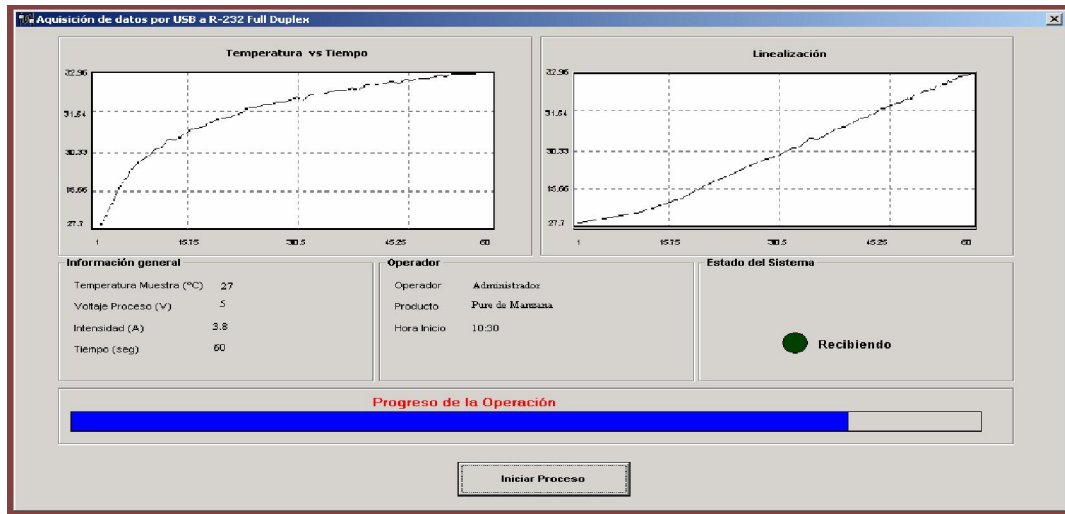 Aquisición de datos por USB a R-232 Full Duplex
Temperatura vs Tiempo
32.96
31.64
30.33
15.66
27.7
1 15.75 30.5 45.25 60
Linealización
32.96
31.64
30.33
15.66
27.7
1 15.75 30.5 45.25 60
Información general
Temperatura Muestra (ºC) 27
Voltaje Proceso (V) 5
Intensidad (A) 3.8
Tiempo (seg) 60
Operador
Operador Administrador
Producto Pure de Manzana
Hora Inicio 10:30
Estado del Sistema
Recibiendo
Progreso de la Operación
Iniciar Proceso